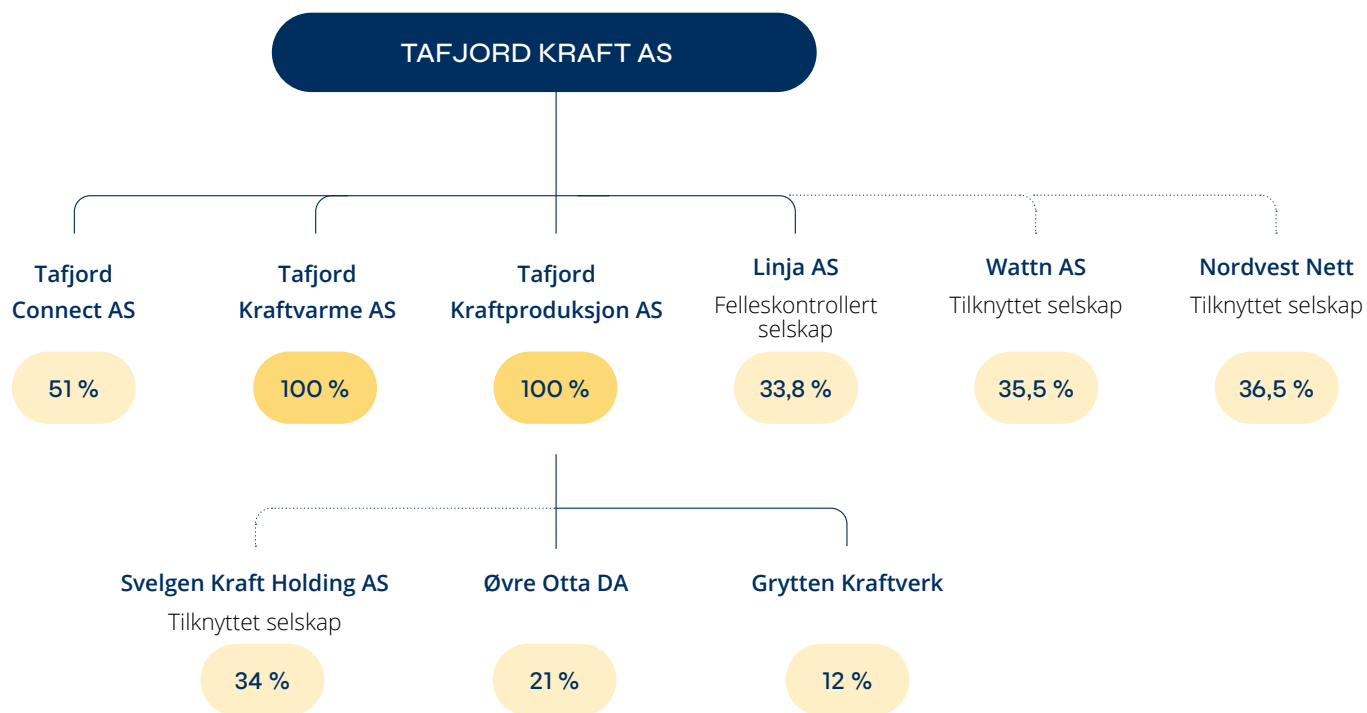 TAFJORD KRAFT AS
Tafjord
Connect AS
51 %
Tafjord
Kraftvarme AS
100 %
Tafjord
Kraftproduksjon AS
100 %
Linja AS
Felleskontrollert
selskap
33,8 %
Wattn AS
Tilknyttet selskap
35,5 %
Nordvest Nett
Tilknyttet selskap
36,5 %
Svelgen Kraft Holding AS
Tilknyttet selskap
34 %
Øvre Otta DA
21 %
Grytten Kraftverk
12 %